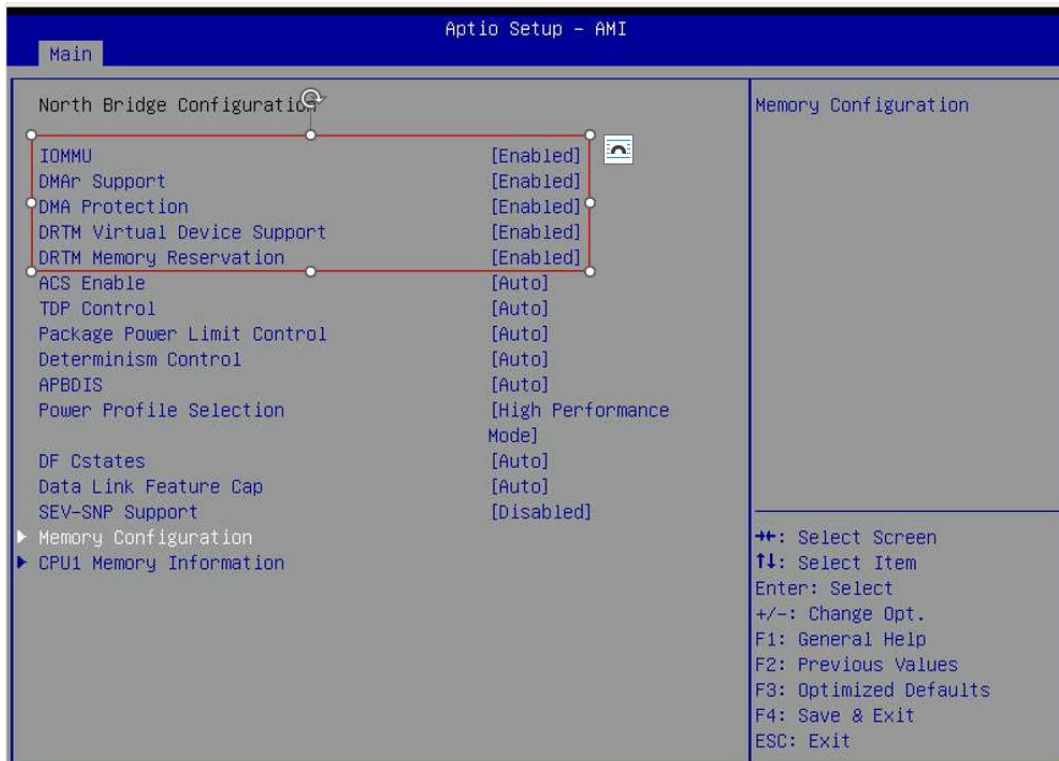 Aptio Setup - AMI
Main
North Bridge Configuration
Memory Configuration
IOMMU [Enabled]
DMAr Support [Enabled]
DMA Protection [Enabled]
DRTM Virtual Device Support [Enabled]
DRTM Memory Reservation [Enabled]
ACS Enable [Auto]
TDP Control [Auto]
Package Power Limit Control [Auto]
Determinism Control [Auto]
APBDIS [Auto]
Power Profile Selection [High Performance
Mode]
DF Cstates [Auto]
Data Link Feature Cap [Auto]
SEV-SNP Support [Disabled]
Memory Configuration
CPU1 Memory Information
→←: Select Screen
↑↓: Select Item
Enter: Select
+/-: Change Opt.
F1: General Help
F2: Previous Values
F3: Optimized Defaults
F4: Save & Exit
ESC: Exit